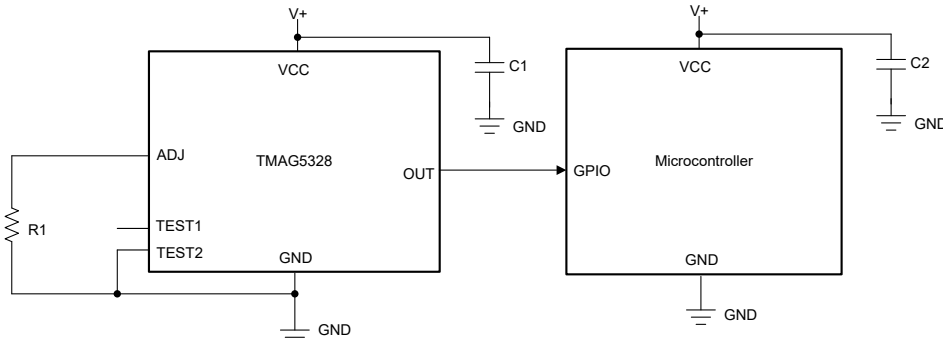 V+
V+
VCC
C1
VCC
C2
GND
GND
ADJ
TMAG5328
OUT
GPIO
Microcontroller
R1
TEST1
TEST2
GND
GND
GND
GND